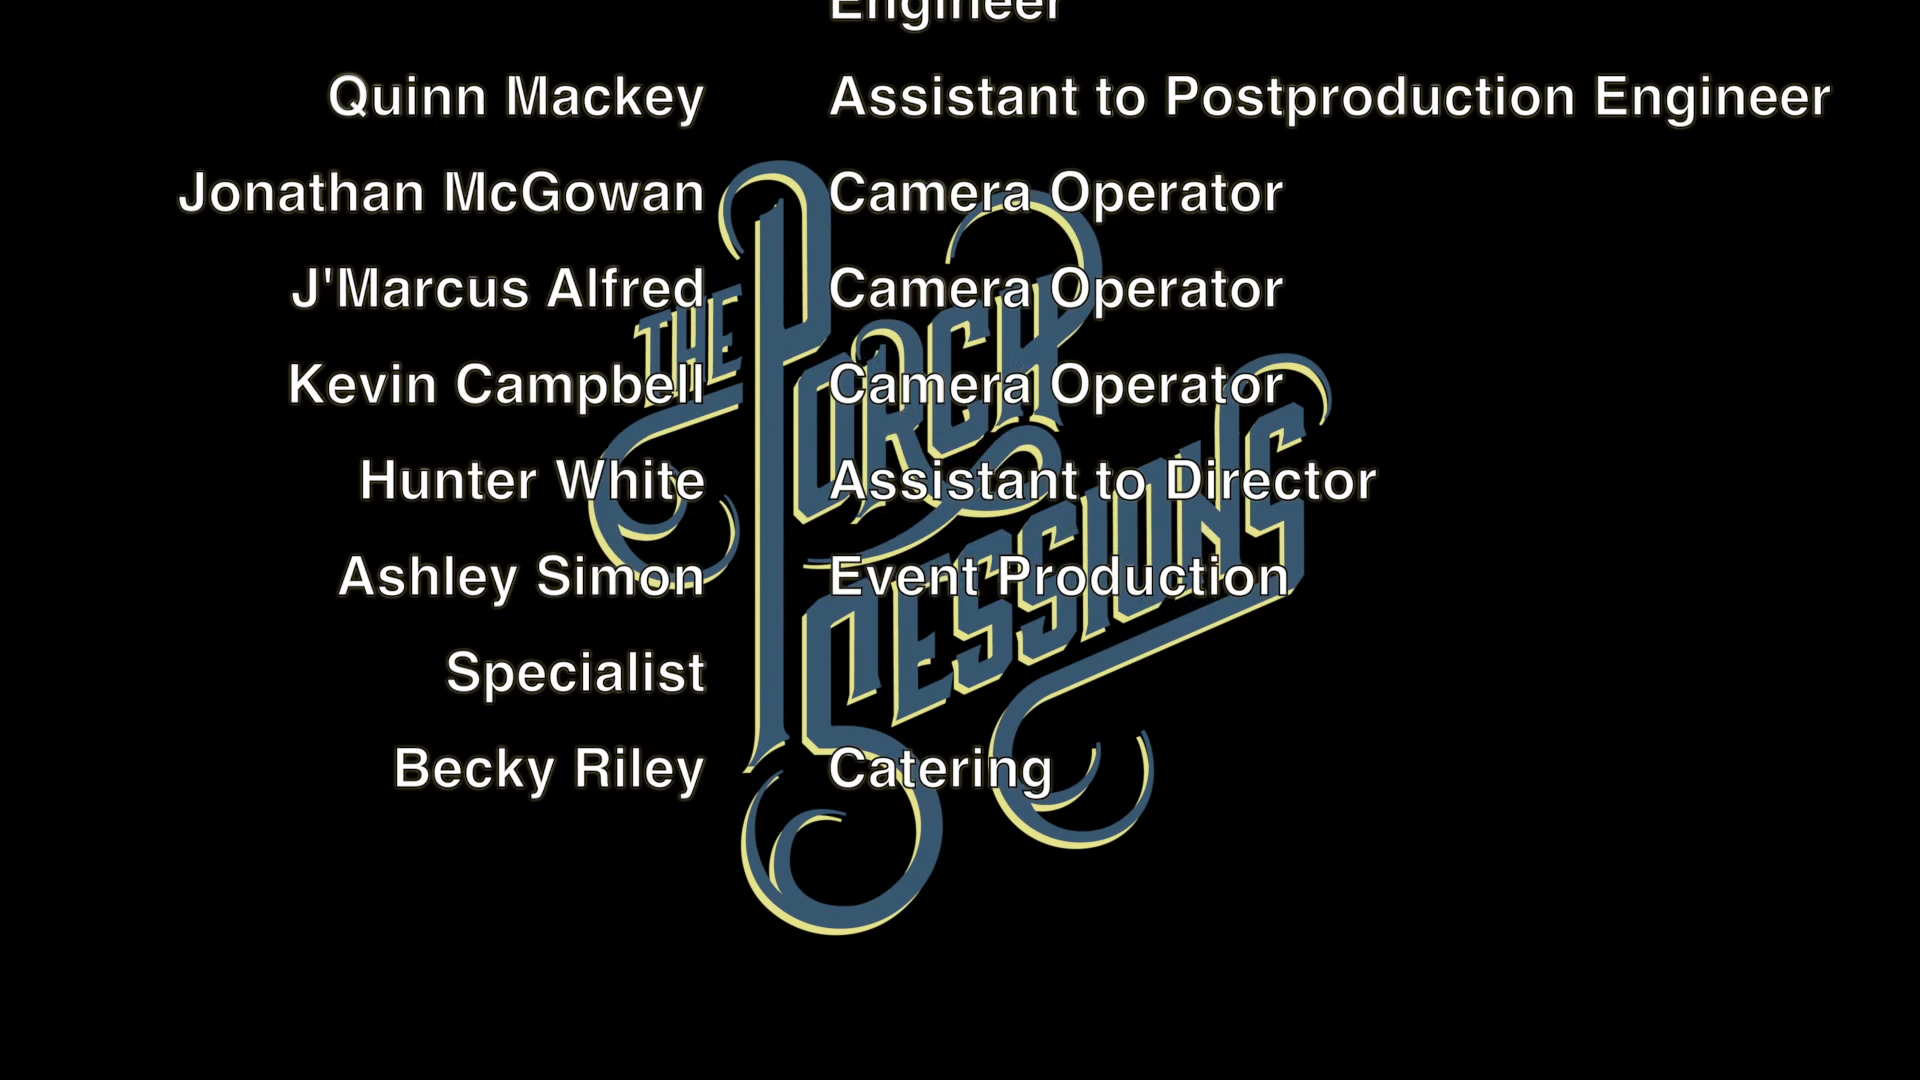 Engineer
Quinn Mackey Assistant to Postproduction Engineer
Jonathan McGowan Camera Operator
J'Marcus Alfred Camera Operator
Kevin Campbell Camera Operator
Hunter White Assistant to Director
Ashley Simon Event Production
Specialist
Becky Riley Catering
THE
PORCH
SESSIONS